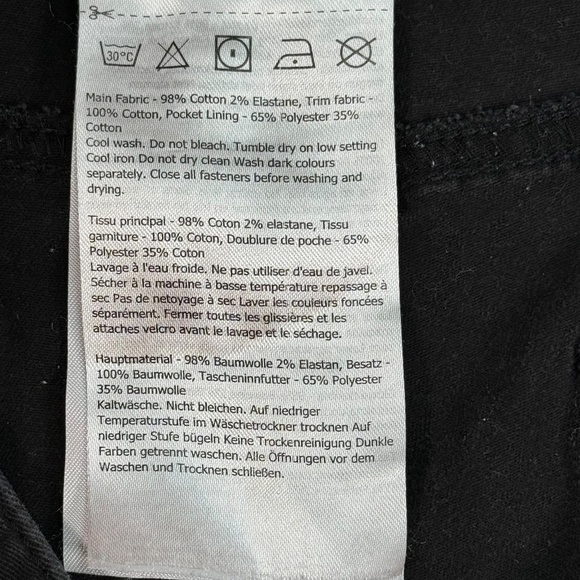 30°C
Main Fabric - 98% Cotton 2% Elastane, Trim fabric -
100% Cotton, Pocket Lining - 65% Polyester 35%
Cotton
Cool wash. Do not bleach. Tumble dry on low setting
Cool iron Do not dry clean Wash dark colours
separately. Close all fasteners before washing and
drying.
Tissu principal - 98% Coton 2% elastane, Tissu
garniture - 100% Coton, Doublure de poche - 65%
Polyester 35% Coton
Lavage à l'eau froide. Ne pas utiliser d'eau de javel.
Sécher à la machine à basse température repassage à
sec Pas de netoyage à sec Laver les couleurs foncées
séparément. Fermer toutes les glissières et les
attaches velcro avant le lavage et le séchage.
Hauptmaterial - 98% Baumwolle 2% Elastan, Besatz -
100% Baumwolle, Tascheninnfutter - 65% Polyester
35% Baumwolle
Kaltwäsche. Nicht bleichen. Auf niedriger
Temperaturstufe im Wäschetrockner trocknen Auf
niedriger Stufe bügeln Keine Trockenreinigung Dunkle
Farben getrennt waschen. Alle Öffnungen vor dem
Waschen und Trocknen schließen.